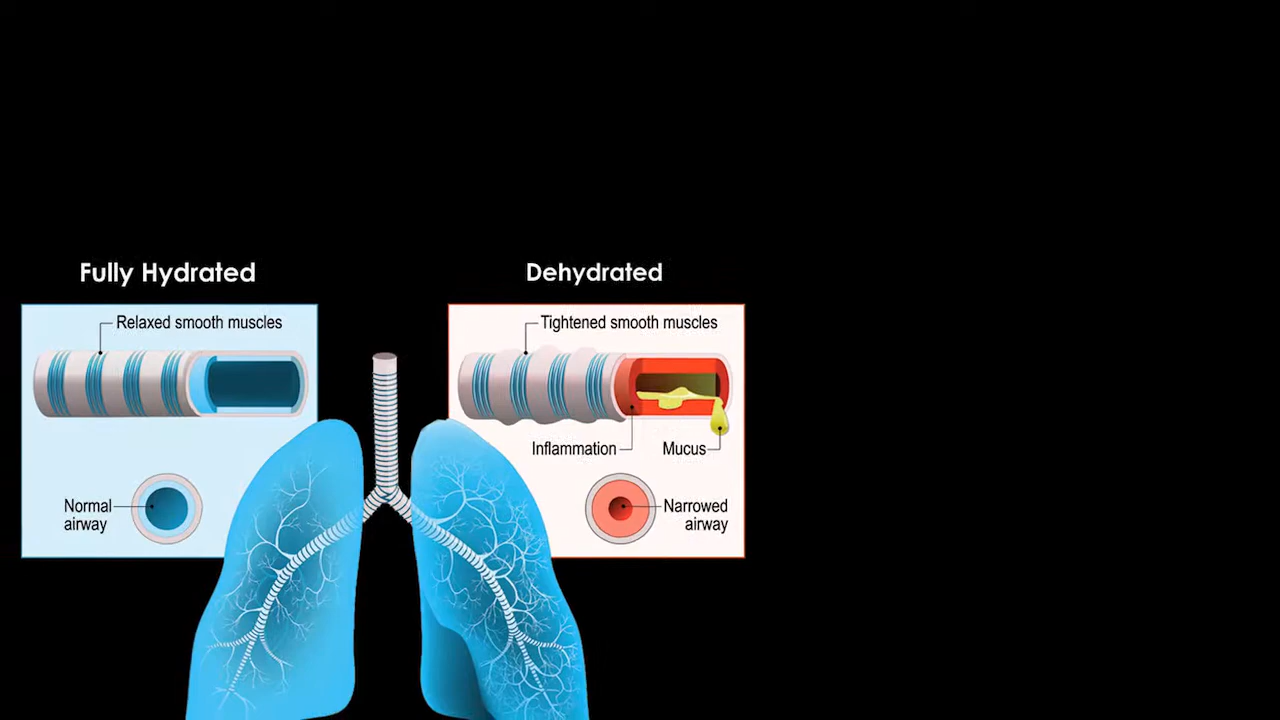 Fully Hydrated
Relaxed smooth muscles
Normal
airway
Dehydrated
Tightened smooth muscles
Inflammation
Mucus
Narrowed
airway